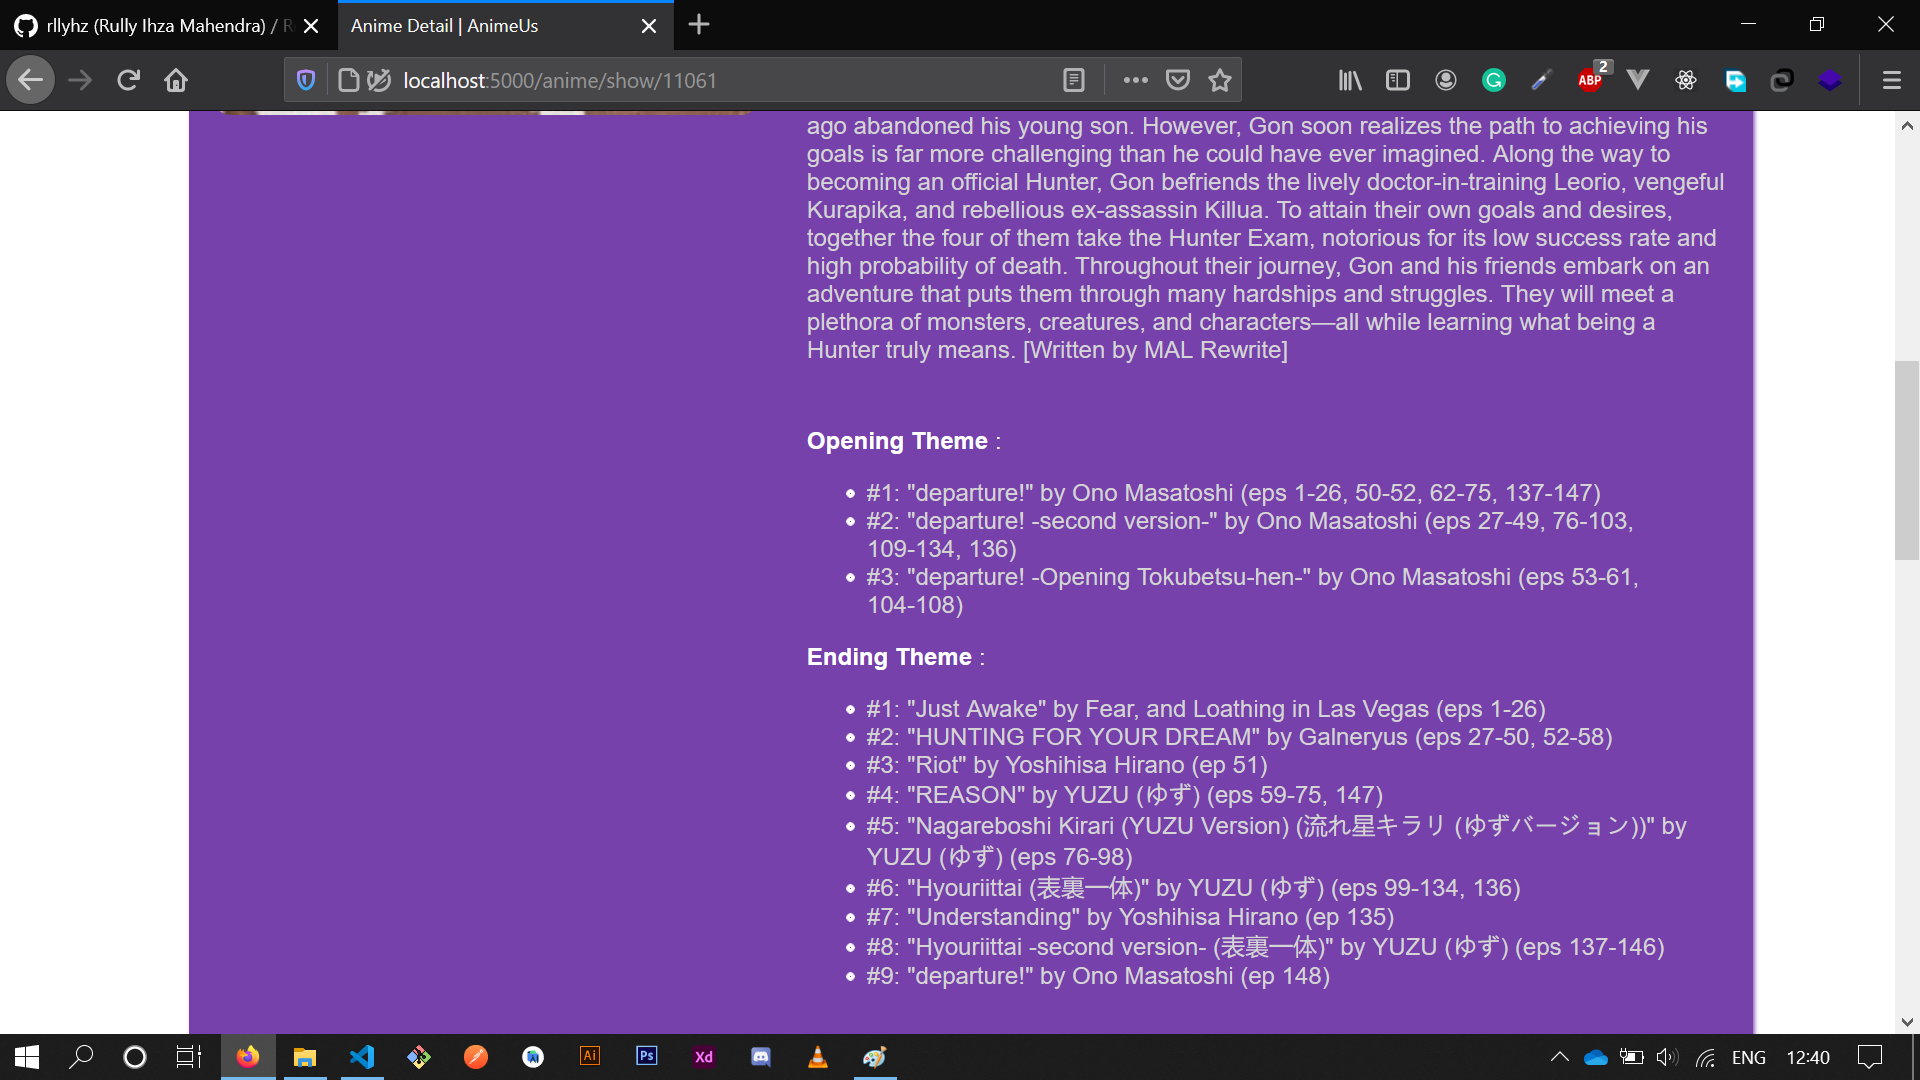 rllyhz (Rully Ihza Mahendra) / R
Anime Detail | AnimeUs
localhost:5000/anime/show/11061
ABP
2
ago abandoned his young son. However, Gon soon realizes the path to achieving his
goals is far more challenging than he could have ever imagined. Along the way to
becoming an official Hunter, Gon befriends the lively doctor-in-training Leorio, vengeful
Kurapika, and rebellious ex-assassin Killua. To attain their own goals and desires,
together the four of them take the Hunter Exam, notorious for its low success rate and
high probability of death. Throughout their journey, Gon and his friends embark on an
adventure that puts them through many hardships and struggles. They will meet a
plethora of monsters, creatures, and characters—all while learning what being a
Hunter truly means. [Written by MAL Rewrite]
Opening Theme :
#1: "departure!" by Ono Masatoshi (eps 1-26, 50-52, 62-75, 137-147)
#2: "departure! -second version-" by Ono Masatoshi (eps 27-49, 76-103,
109-134, 136)
#3: "departure! -Opening Tokubetsu-hen-" by Ono Masatoshi (eps 53-61,
104-108)
Ending Theme :
#1: "Just Awake" by Fear, and Loathing in Las Vegas (eps 1-26)
#2: "HUNTING FOR YOUR DREAM" by Galneryus (eps 27-50, 52-58)
#3: "Riot" by Yoshihisa Hirano (ep 51)
#4: "REASON" by YUZU (ゆず) (eps 59-75, 147)
#5: "Nagareboshi Kirari (YUZU Version) (流れ星キラリ (ゆずバージョン))" by
YUZU (ゆず) (eps 76-98)
#6: "Hyouriittai (表裏一体)" by YUZU (ゆず) (eps 99-134, 136)
#7: "Understanding" by Yoshihisa Hirano (ep 135)
#8: "Hyouriittai -second version- (表裏一体)" by YUZU (ゆず) (eps 137-146)
#9: "departure!" by Ono Masatoshi (ep 148)
Ai
Ps
Xd
ENG
12:40